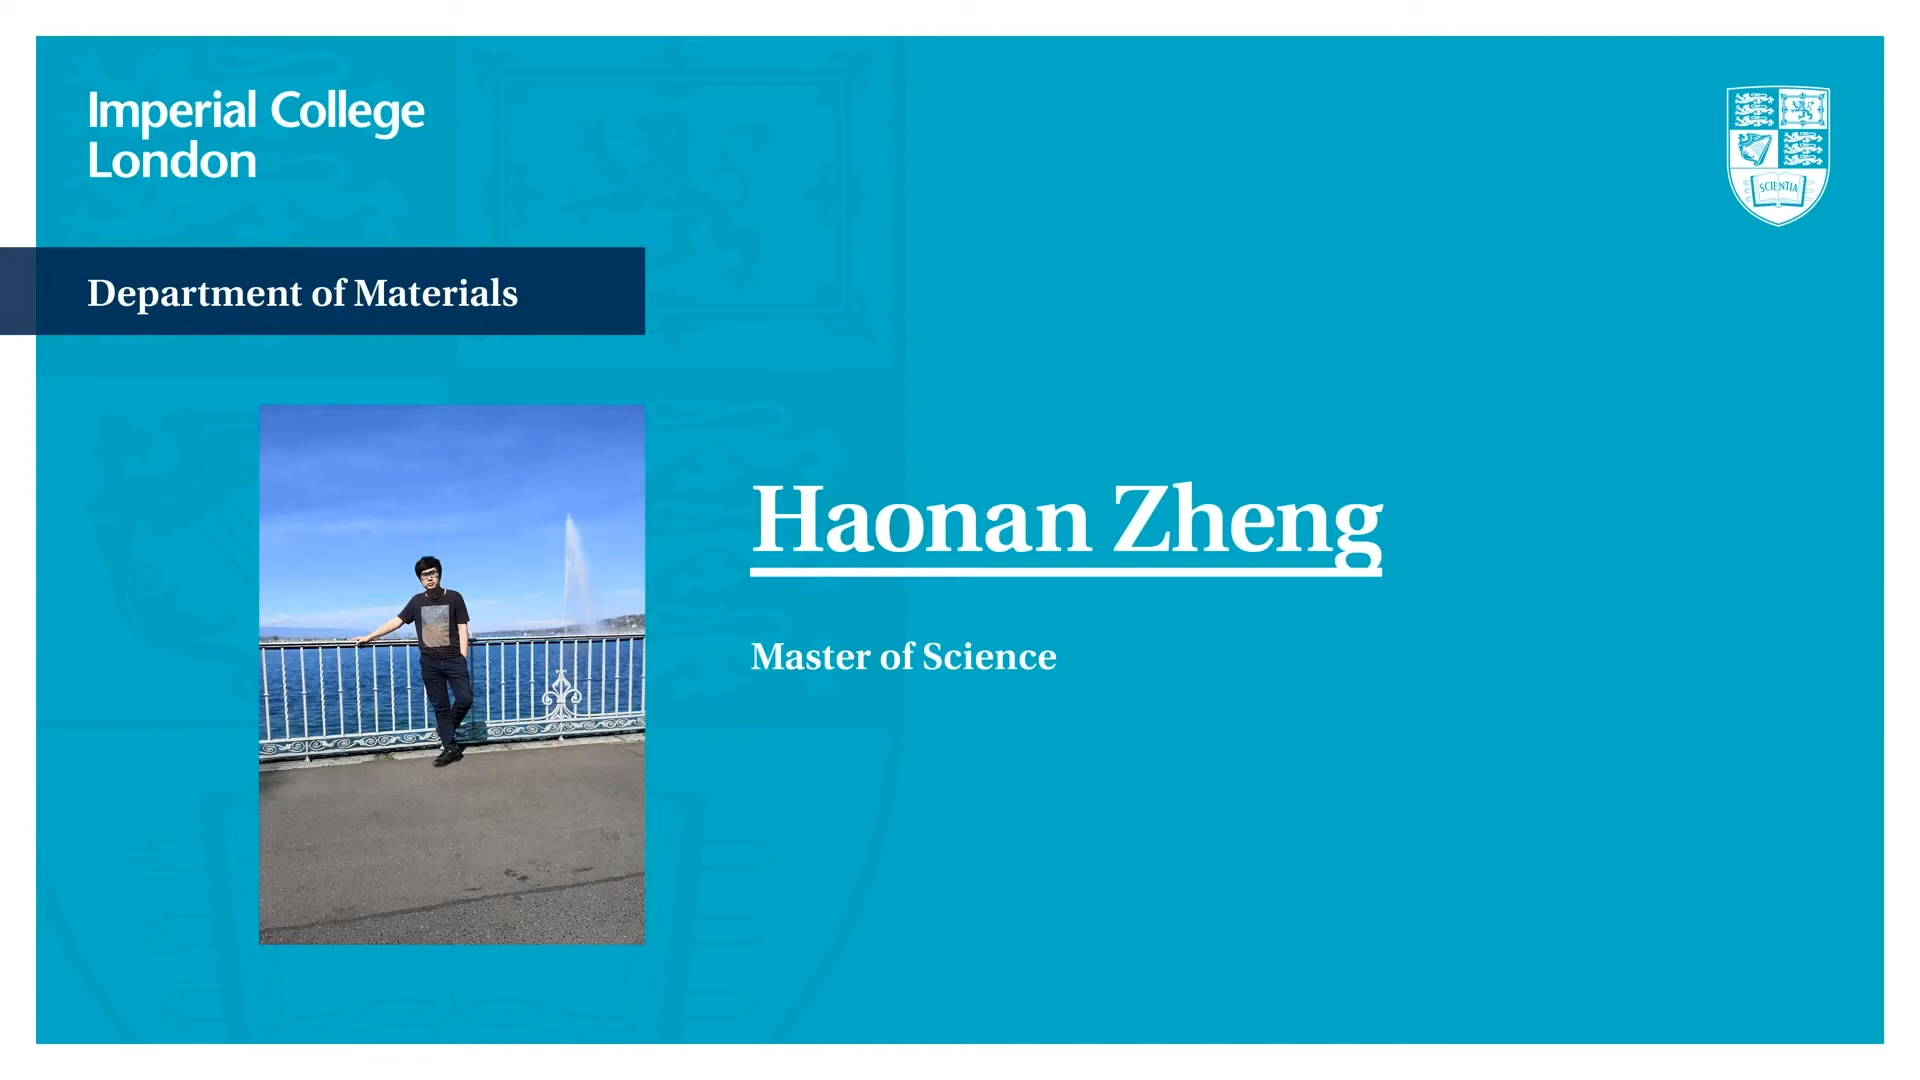 Imperial College
London
SCIENTIA
Department of Materials
Haonan Zheng
Master of Science